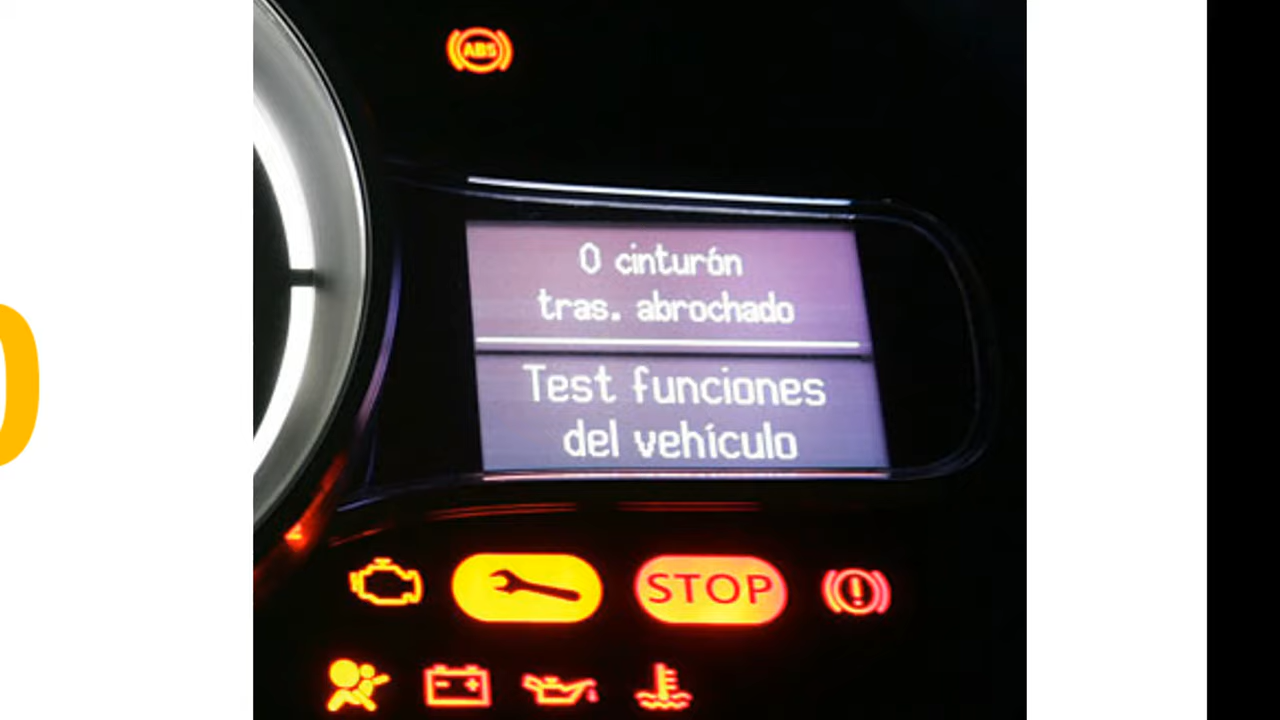 ABS
0 cinturón
tras. abrochado
Test funciones
del vehículo
STOP